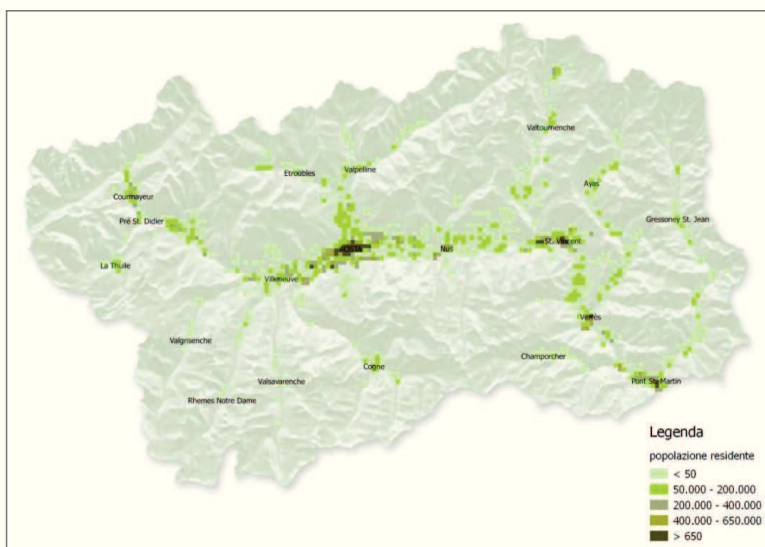 Valtournenche
Etroubles
Valpelline
Ayas
Courmayeur
Pré St. Didier
Gressoney St. Jean
Nus
St. Vincent
La Thuile
Villeneuve
Verrès
Valgrisenche
Champorcher
Cogne
Valsavarenche
Pont St. Martin
Rhemes Notre Dame
Legenda
popolazione residente
< 50
50.000 - 200.000
200.000 - 400.000
400.000 - 650.000
> 650